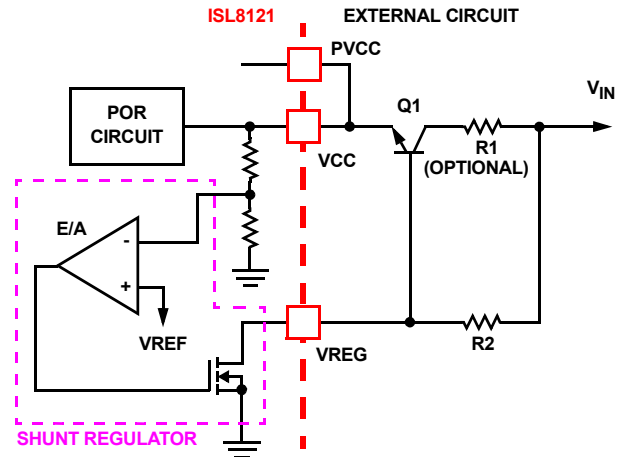 ISL8121
EXTERNAL CIRCUIT
PVCC
POR
CIRCUIT
Q1
VIN
VCC
R1
(OPTIONAL)
E/A
-
+
VREF
VREG
R2
SHUNT REGULATOR